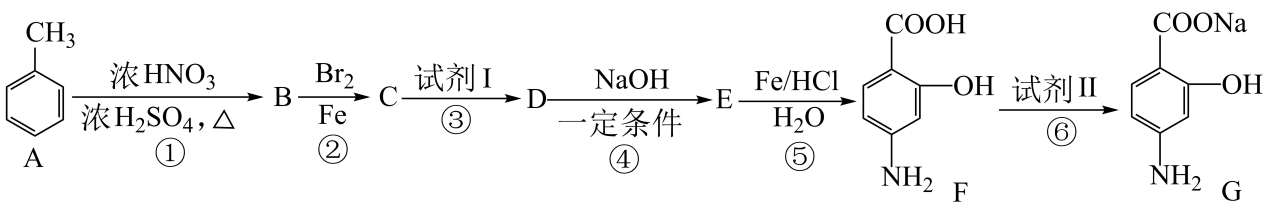 CH₃
A
浓HNO₃
浓H₂SO₄,△
①
B
Br₂
Fe
②
C
试剂I
③
D
NaOH
一定条件
④
E
Fe/HCl
H₂O
⑤
COOH
OH
NH₂
F
试剂II
⑥
COONa
OH
NH₂
G